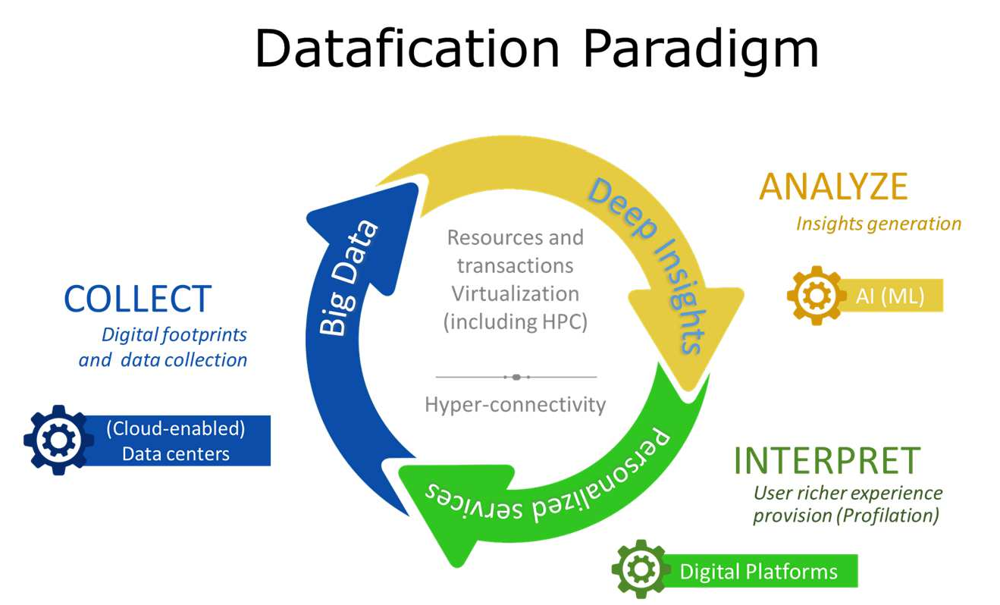 Datafication Paradigm
COLLECT
Digital footprints
and data collection
(Cloud-enabled)
Data centers
Big Data
Deep Insights
Personalized services
Resources and
transactions
Virtualization
(including HPC)
Hyper-connectivity
ANALYZE
Insights generation
AI (ML)
INTERPRET
User richer experience
provision (Profilation)
Digital Platforms